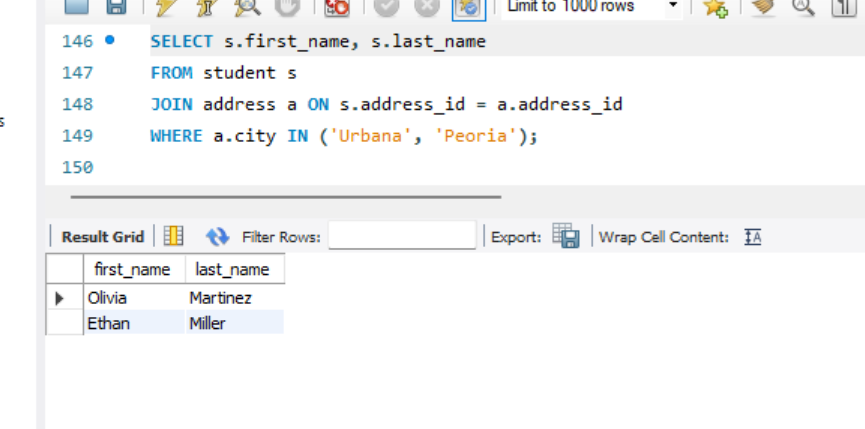 Limit to 1000 rows
146 SELECT s.first_name, s.last_name
147 FROM student s
148 JOIN address a ON s.address_id = a.address_id
149 WHERE a.city IN ('Urbana', 'Peoria');
150
s
Result Grid Filter Rows: Export: Wrap Cell Content: IA
first_name last_name
Olivia Martinez
Ethan Miller